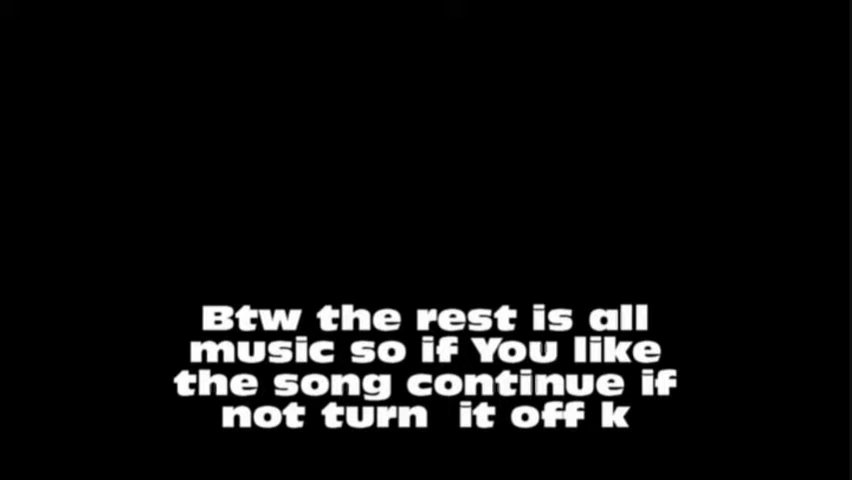 Btw the rest is all
music so if You like
the song continue if
not turn  it off k